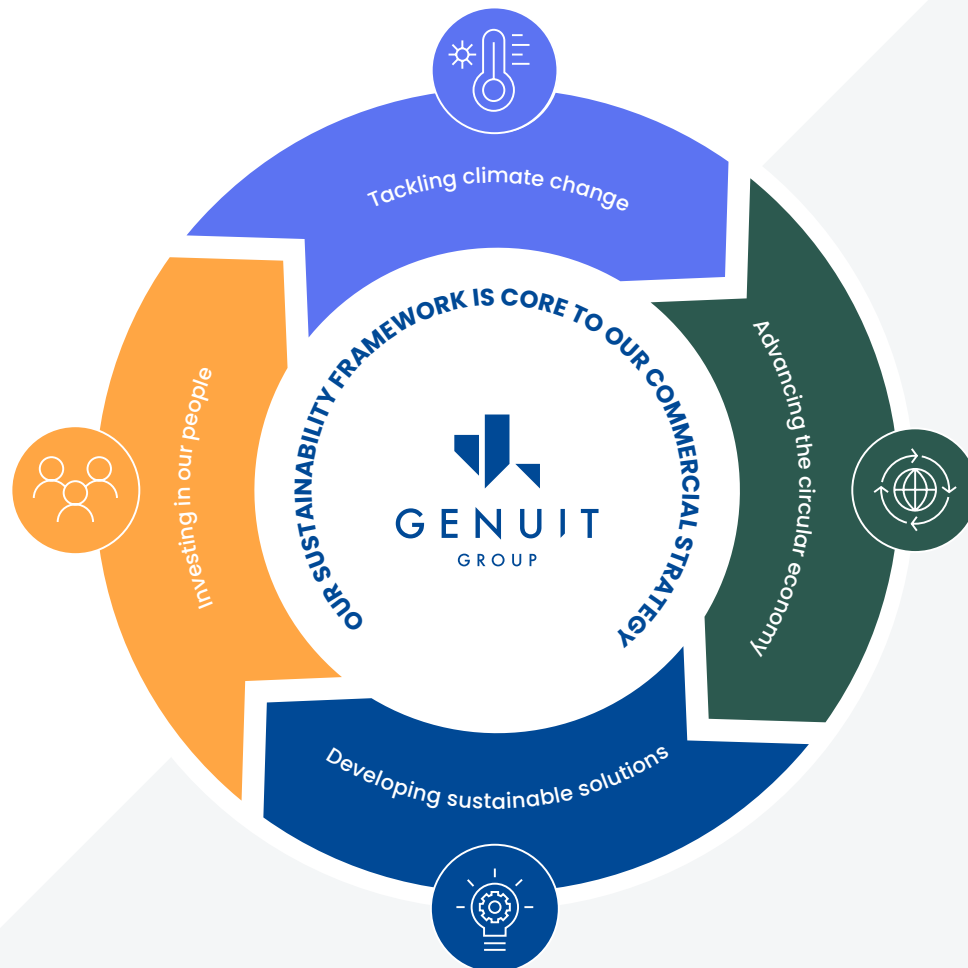 Tackling climate change
Advancing the circular economy
Developing sustainable solutions
Investing in our people
OUR SUSTAINABILITY FRAMEWORK IS CORE TO OUR COMMERCIAL STRATEGY
GENUIT
GROUP